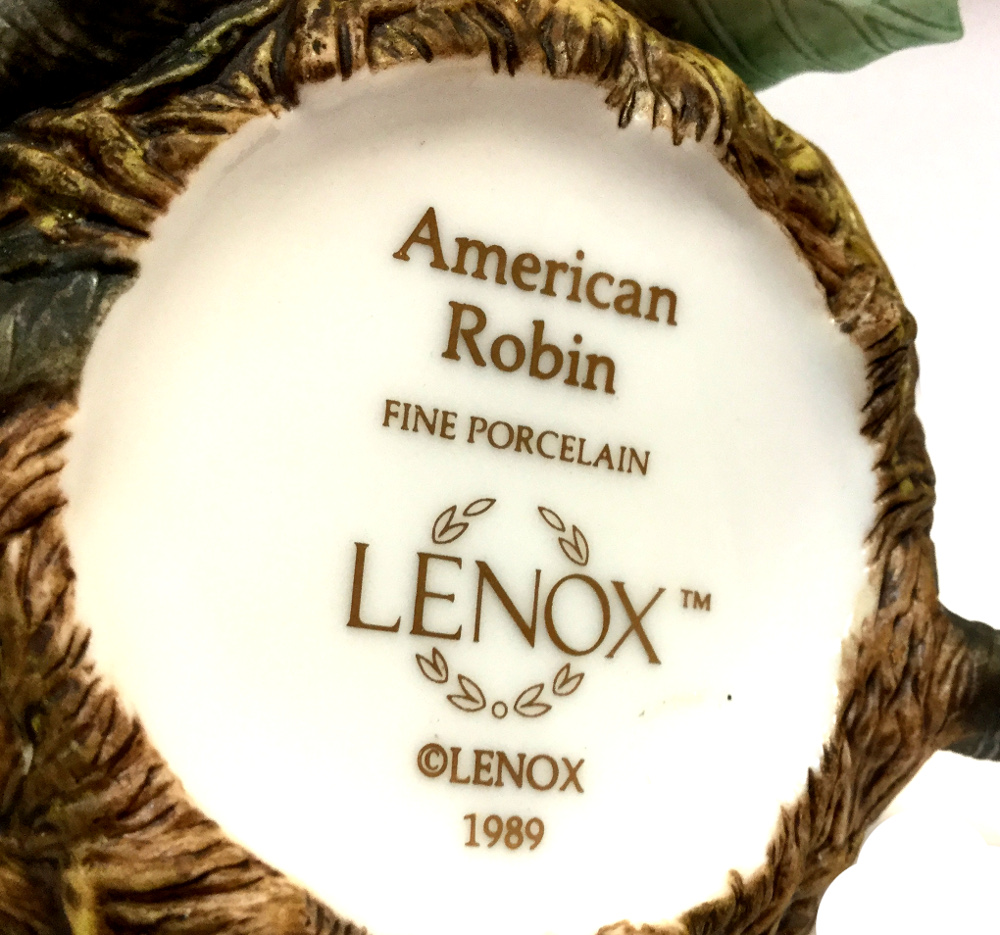 American
Robin
FINE PORCELAIN
LENOX™
©LENOX
1989